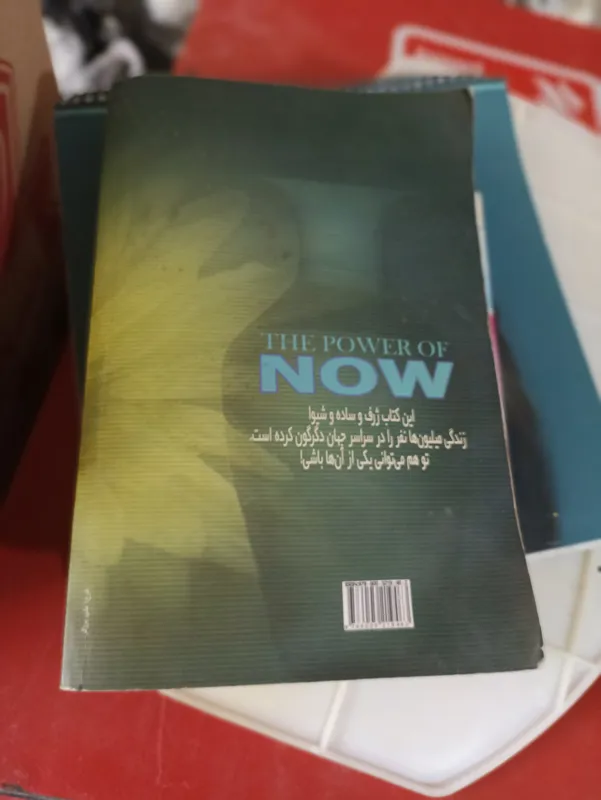 THE POWER OF
NOW
این کتاب ژرف و ساده و شیوا
زندگی میلیون‌ها نفر را در سراسر جهان دگرگون کرده است.
تو هم می‌توانی یکی از آن‌ها باشی!